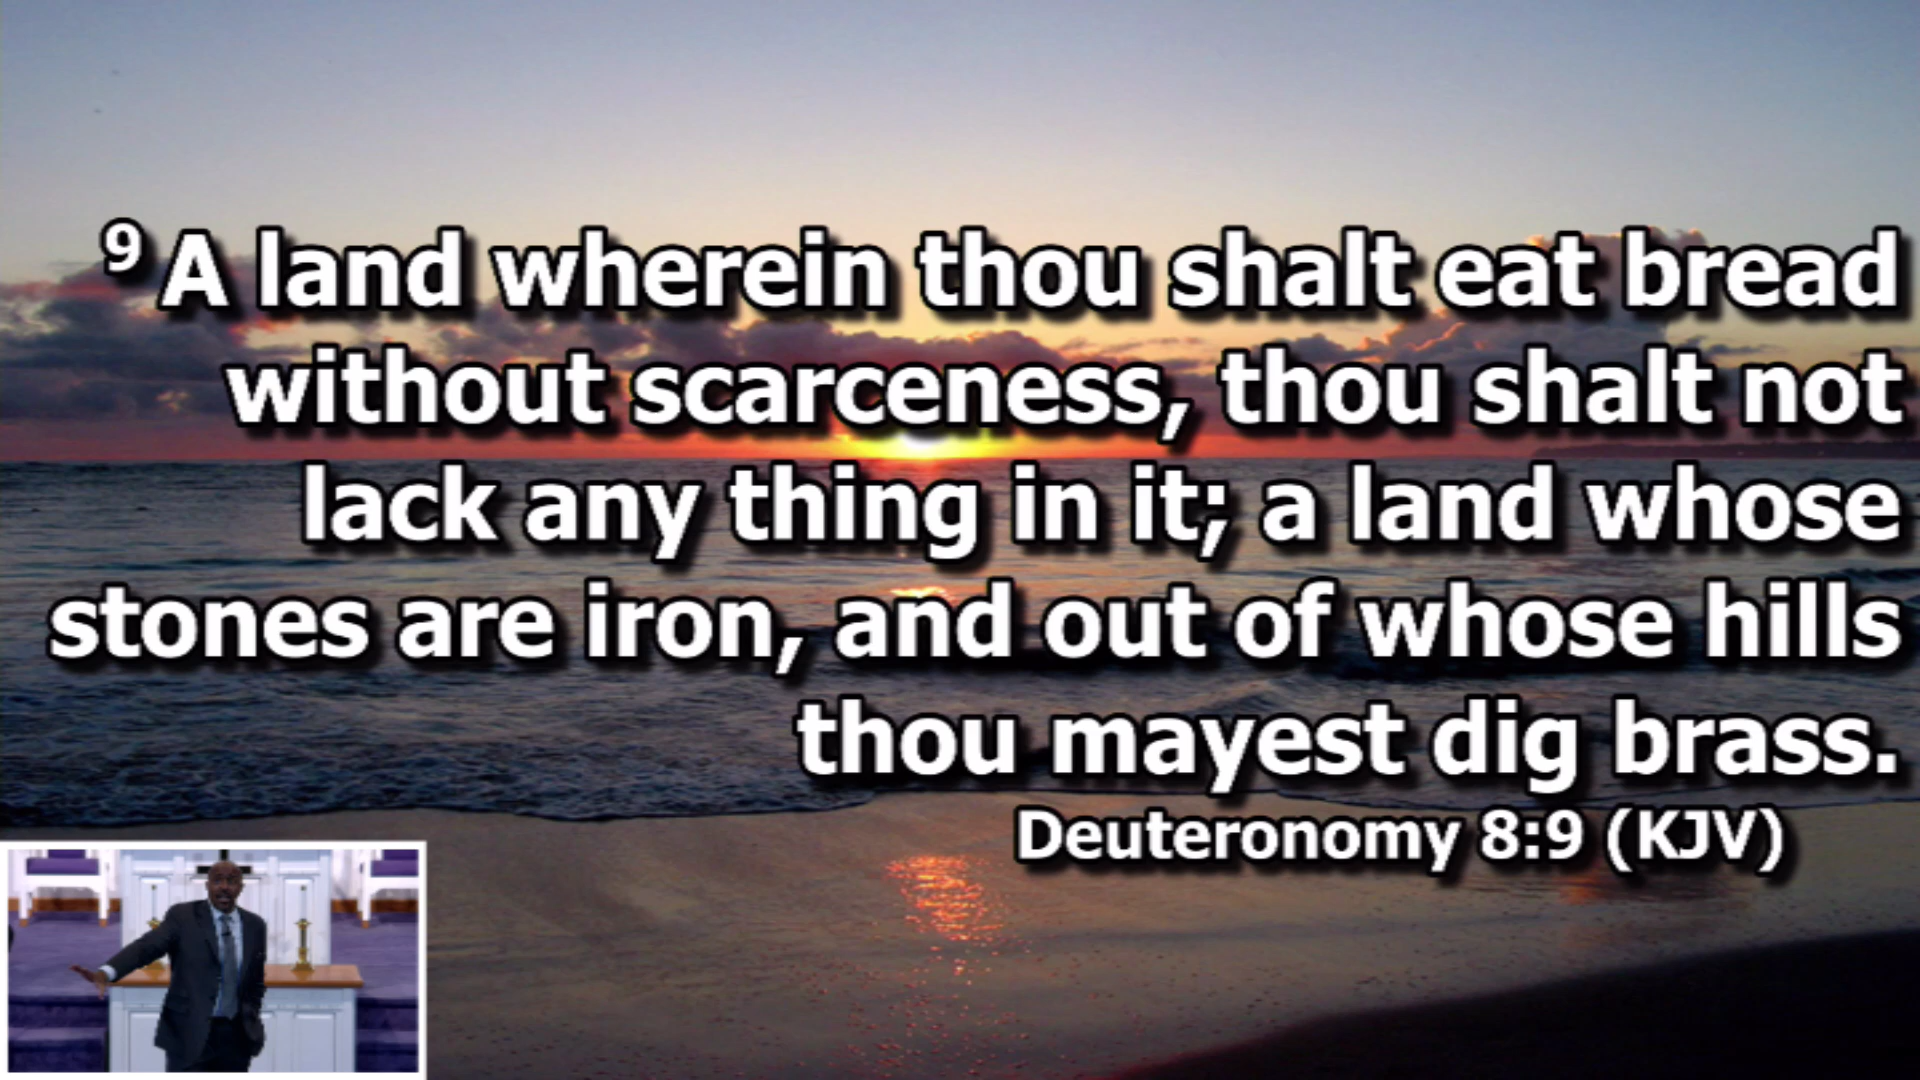 9 A land wherein thou shalt eat bread
without scarceness, thou shalt not
lack any thing in it; a land whose
stones are iron, and out of whose hills
thou mayest dig brass.
Deuteronomy 8:9 (KJV)